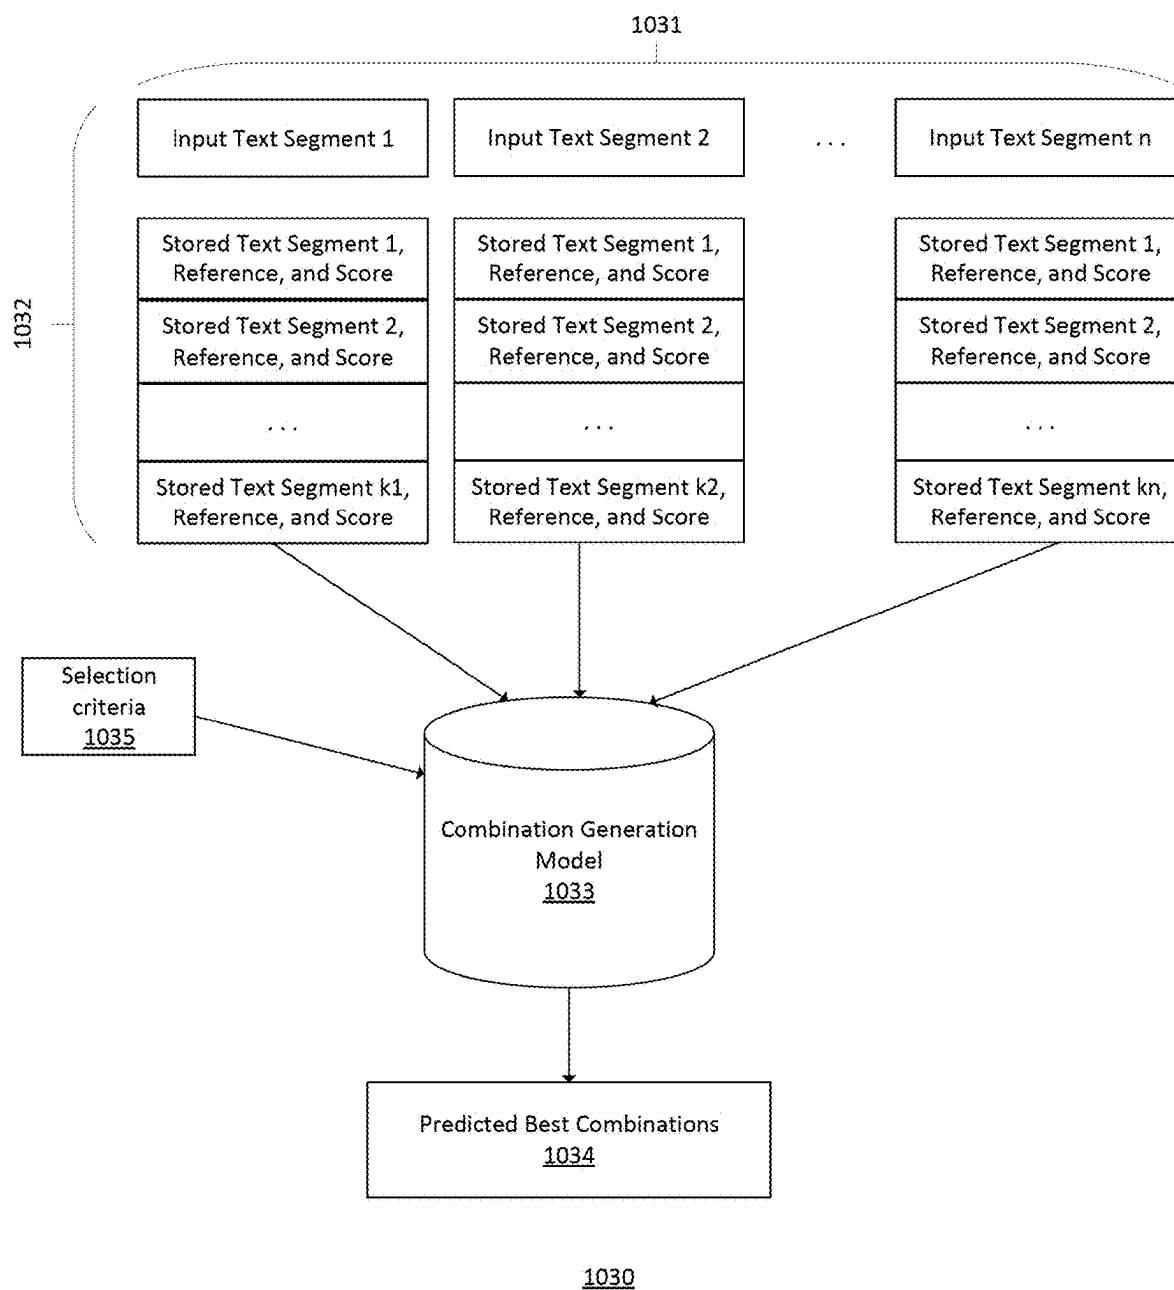 1031
Input Text Segment 1
Input Text Segment 2
. . .
Input Text Segment n
1032
Stored Text Segment 1,
Reference, and Score
Stored Text Segment 1,
Reference, and Score
Stored Text Segment 1,
Reference, and Score
Stored Text Segment 2,
Reference, and Score
Stored Text Segment 2,
Reference, and Score
Stored Text Segment 2,
Reference, and Score
. . .
. . .
. . .
Stored Text Segment k1,
Reference, and Score
Stored Text Segment k2,
Reference, and Score
Stored Text Segment kn,
Reference, and Score
Selection
criteria
1035
Combination Generation
Model
1033
Predicted Best Combinations
1034
1030